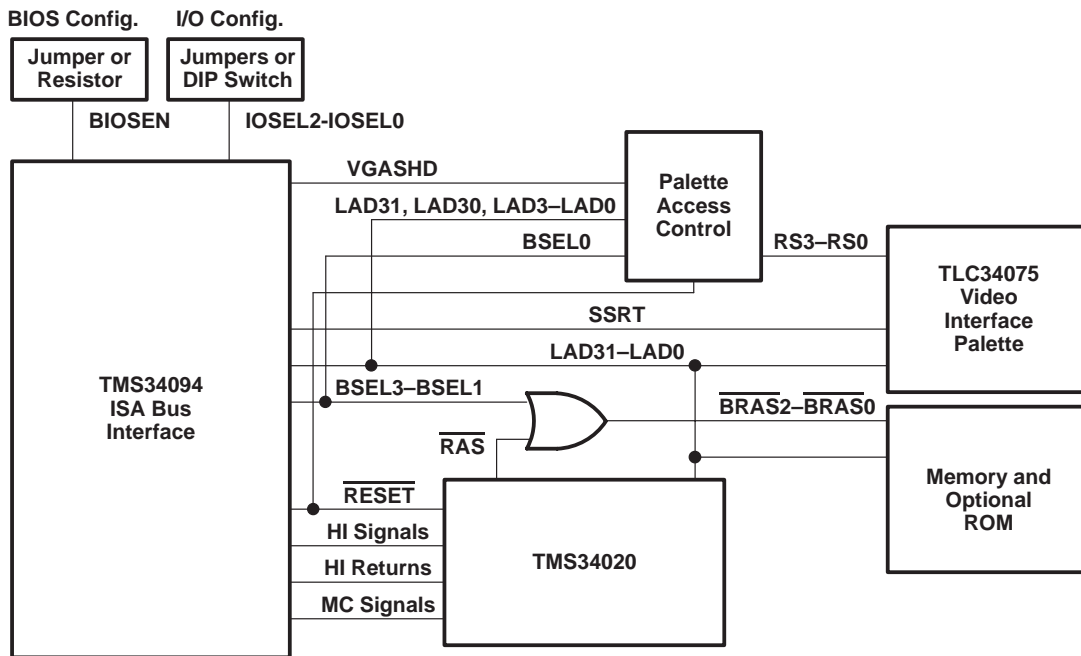 BIOS Config. I/O Config.
Jumper or
Resistor
Jumpers or
DIP Switch
BIOSEN
IOSEL2-IOSEL0
VGASHD
LAD31, LAD30, LAD3–LAD0
BSEL0
Palette
Access
Control
RS3–RS0
TLC34075
Video
Interface
Palette
SSRT
LAD31–LAD0
TMS34094
ISA Bus
Interface
BSEL3–BSEL1
RAS
BRAS2–BRAS0
RESET
HI Signals
HI Returns
MC Signals
TMS34020
Memory and
Optional
ROM